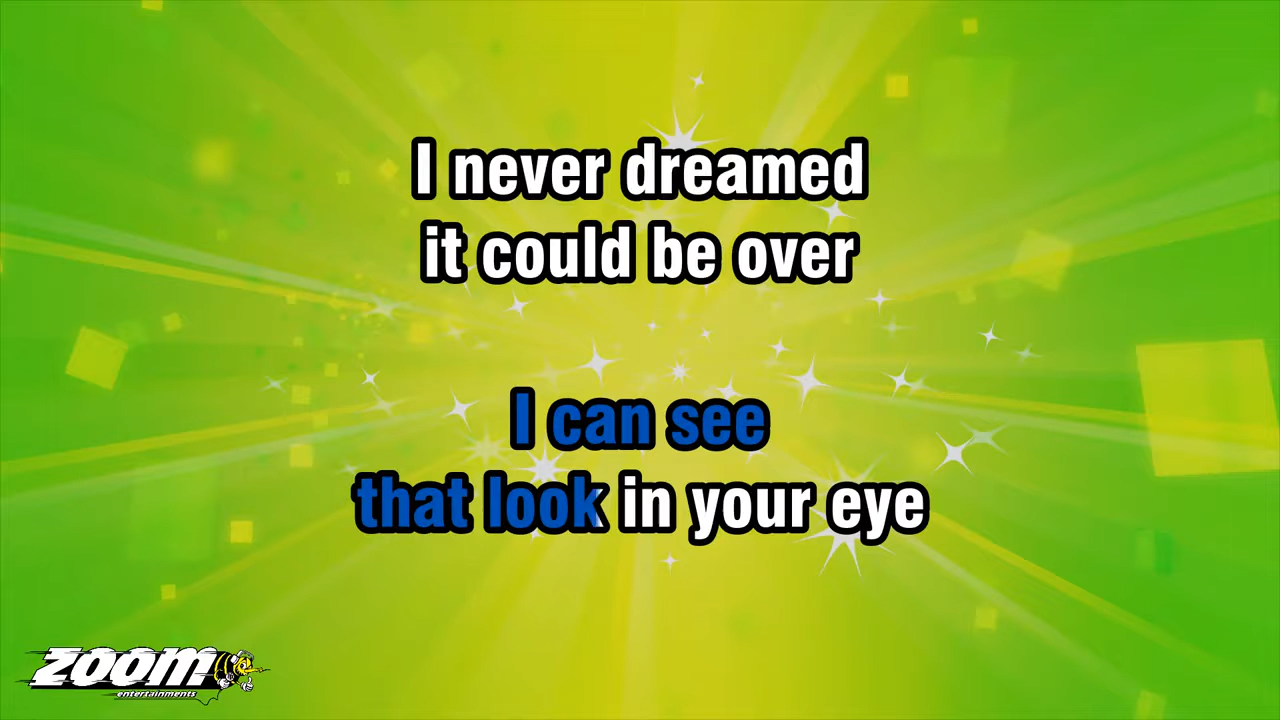 I never dreamed
it could be over
I can see
that look in your eye
zoom
entertainments